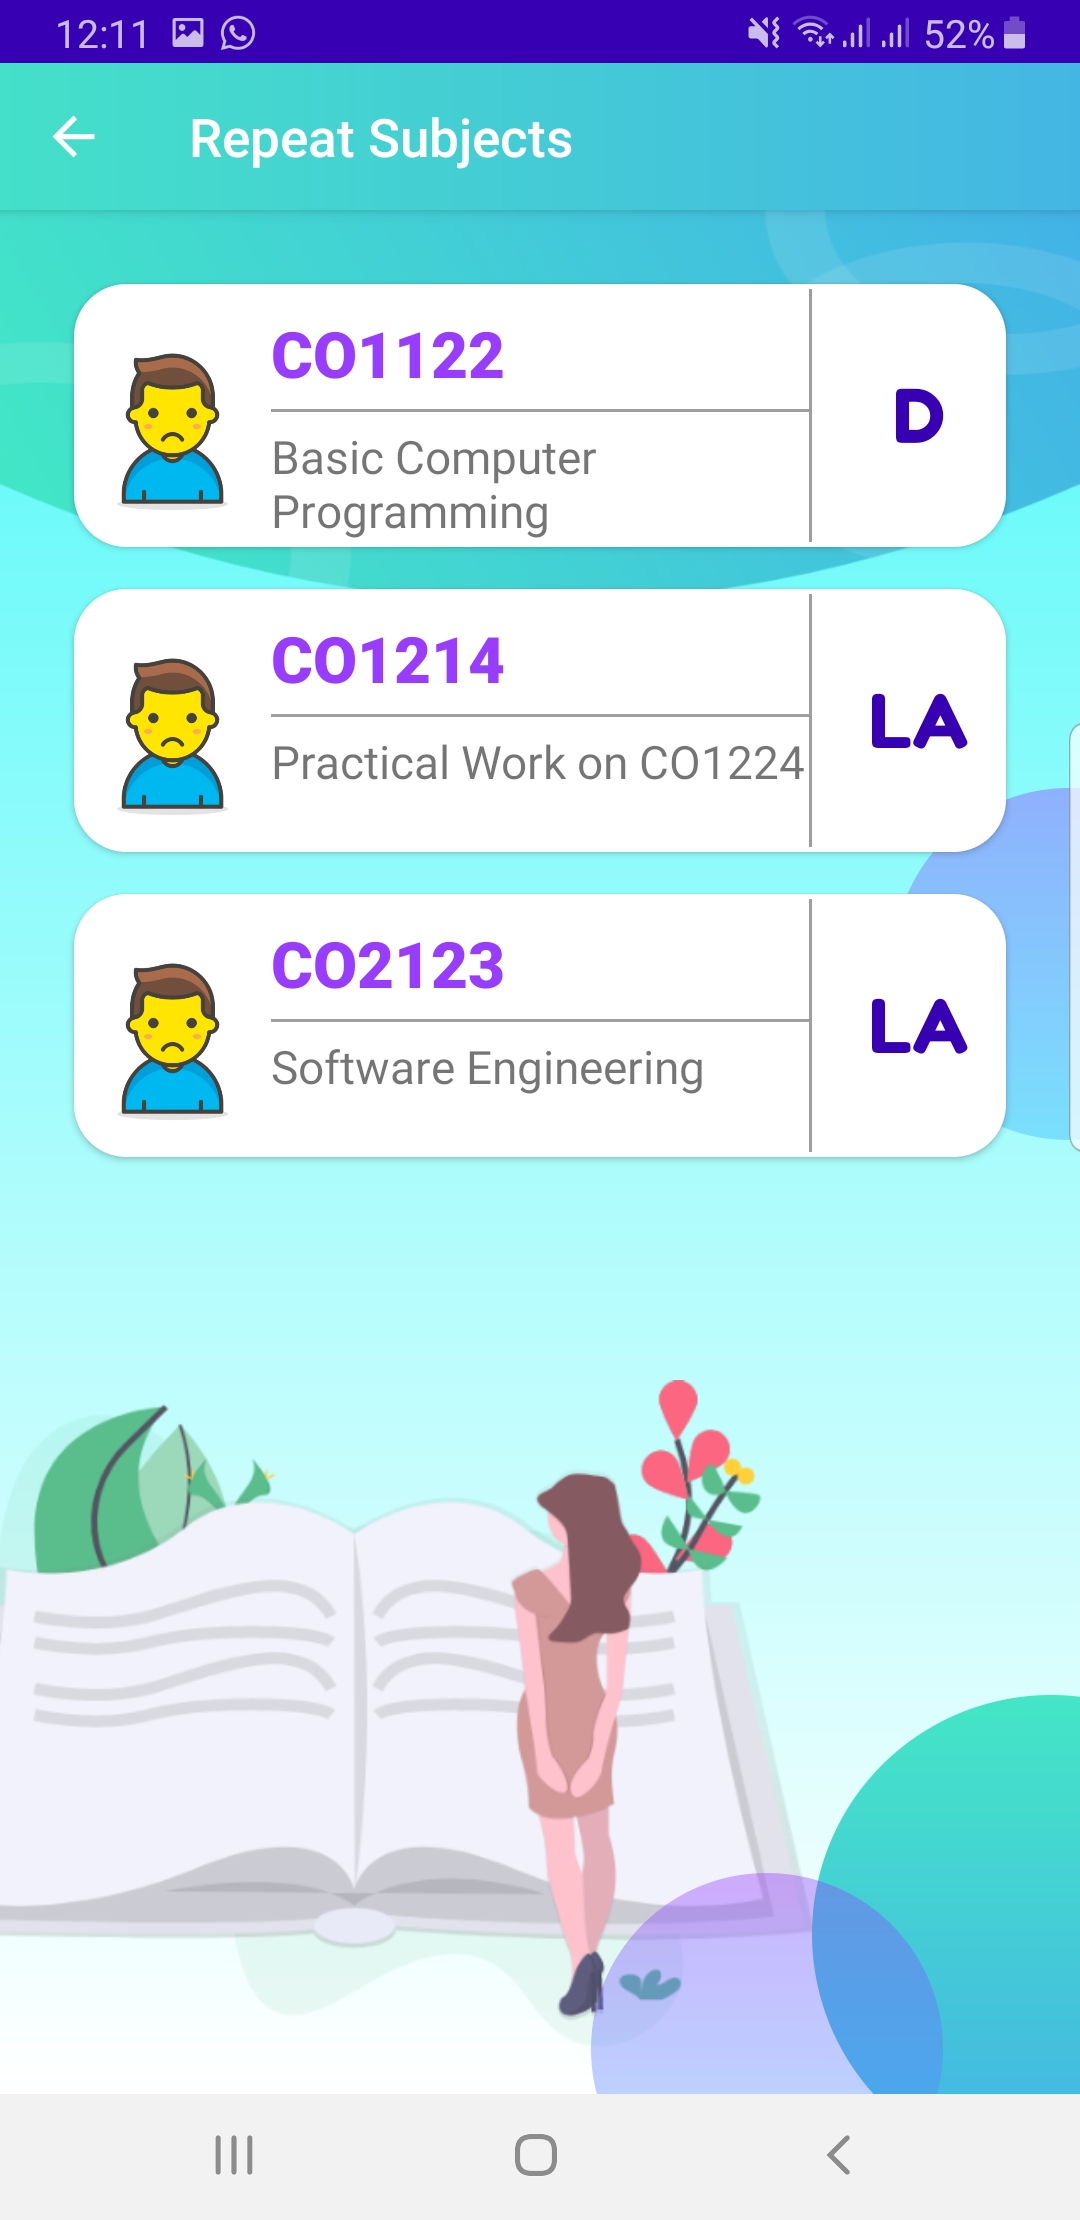 12:11 52%
Repeat Subjects
CO1122
D
Basic Computer
Programming
CO1214
LA
Practical Work on CO1224
CO2123
LA
Software Engineering